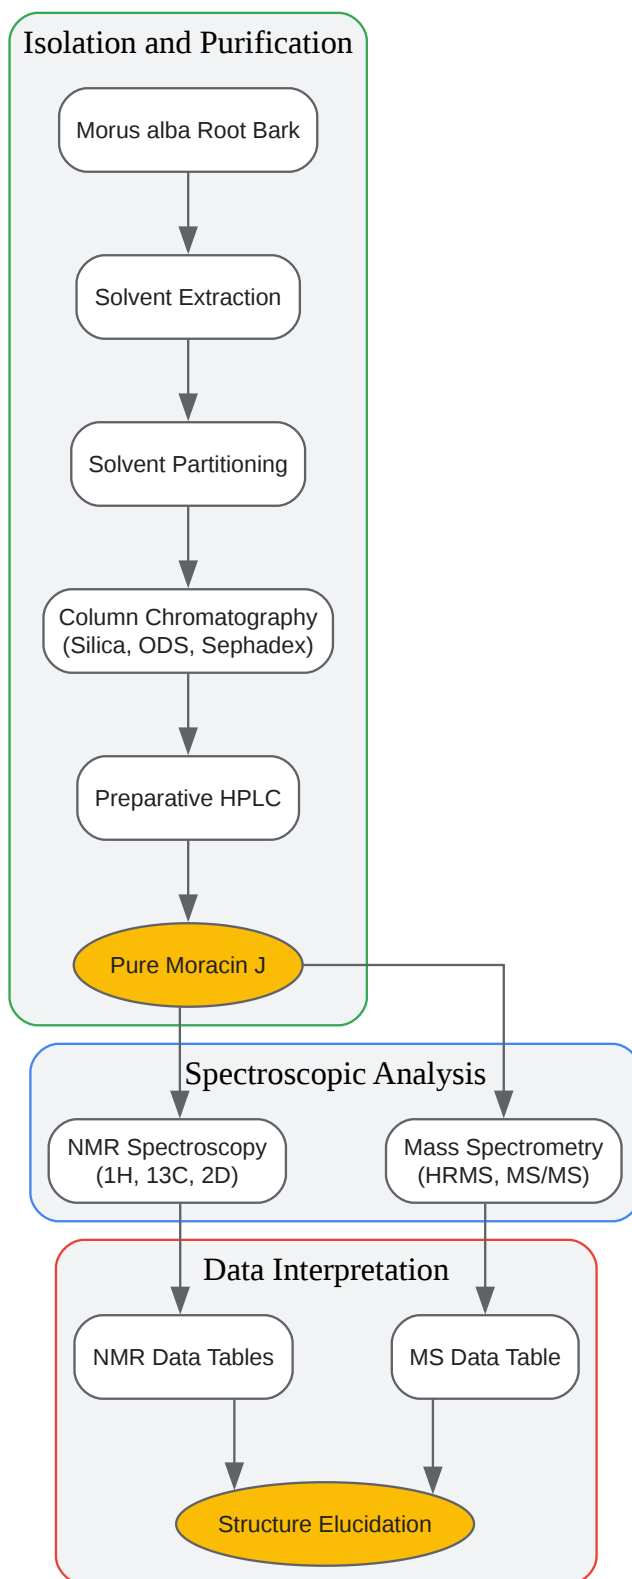 Isolation and Purification
Morus alba Root Bark
Solvent Extraction
Solvent Partitioning
Column Chromatography
(Silica, ODS, Sephadex)
Preparative HPLC
Pure Moracin J
Spectroscopic Analysis
NMR Spectroscopy
(1H, 13C, 2D)
Mass Spectrometry
(HRMS, MS/MS)
Data Interpretation
NMR Data Tables
MS Data Table
Structure Elucidation